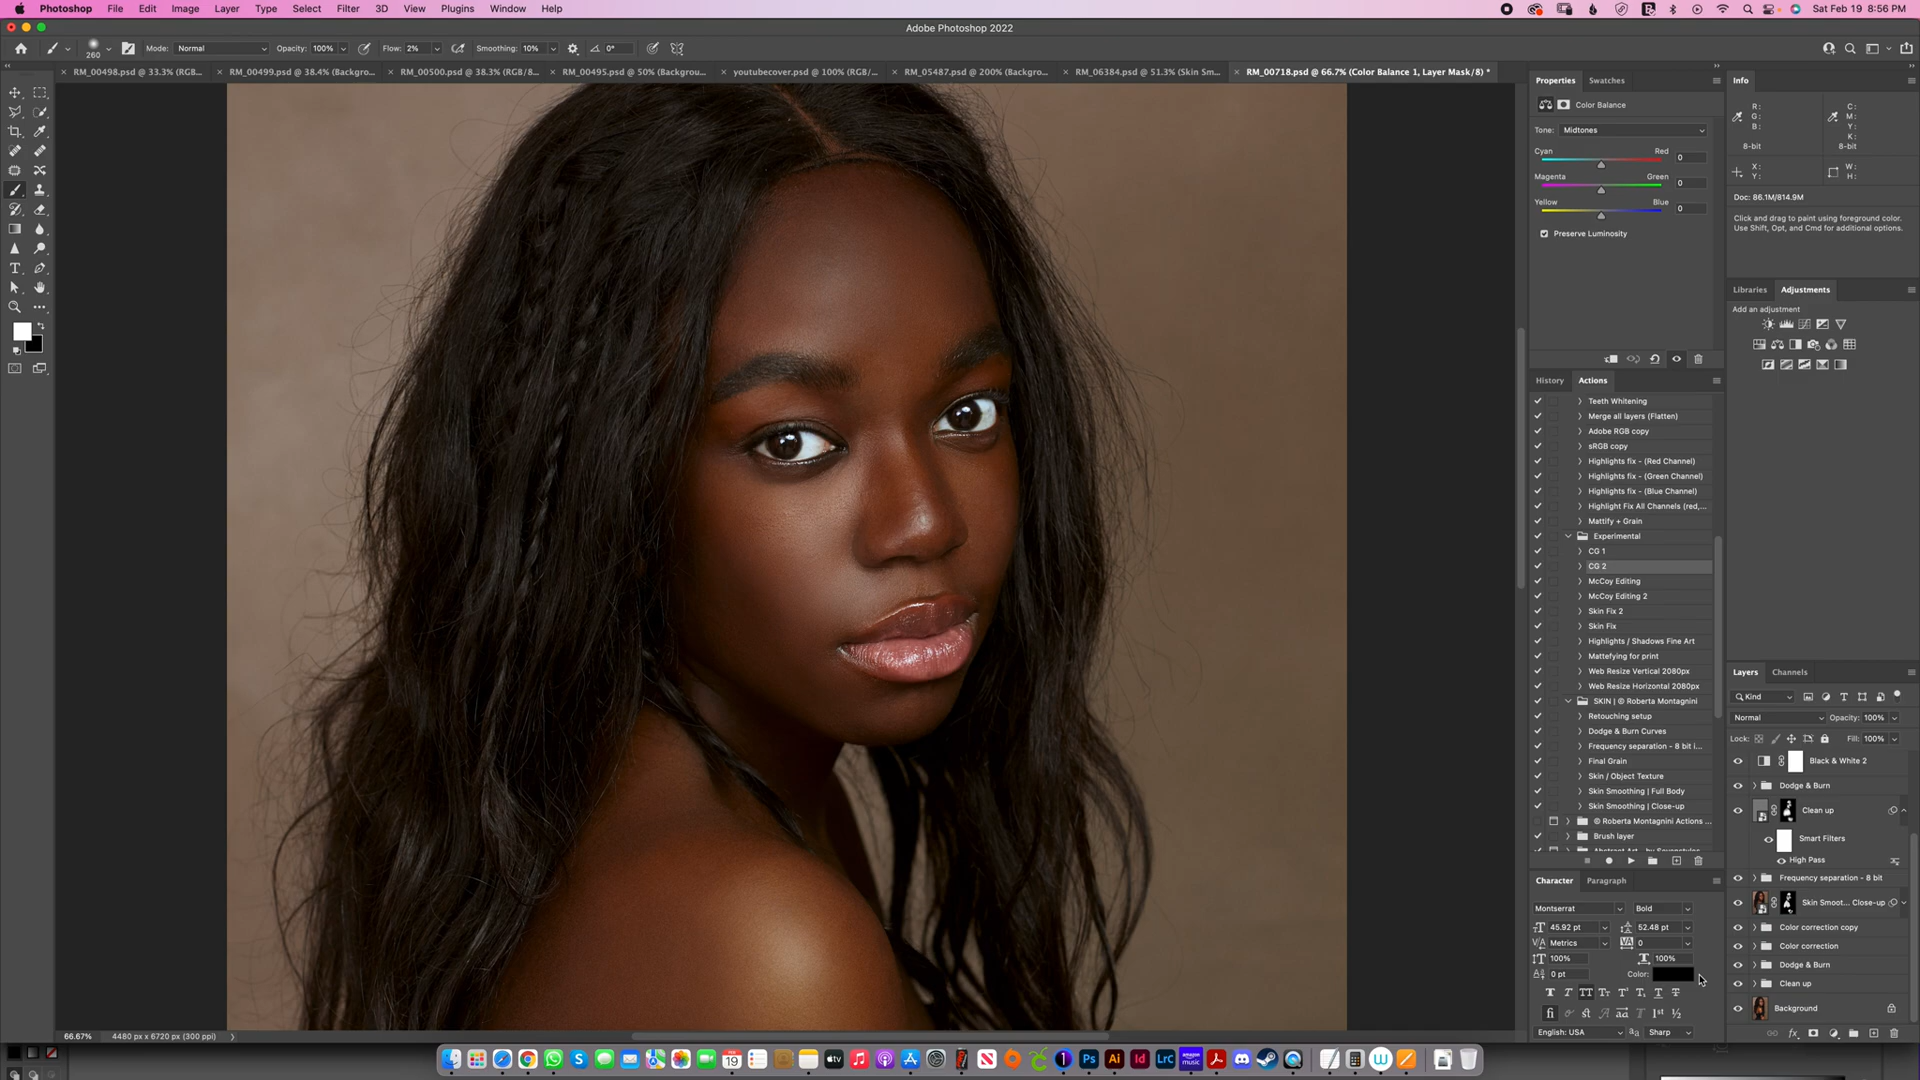 Photoshop File Edit Image Layer Type Select Filter 3D View Plugins Window Help Sat Feb 19 8:56 PM
Adobe Photoshop 2022
260 Mode: Normal Opacity: 100% Flow: 2% Smoothing: 10% 0°
RM_00498.psd @ 33.3% (RGB... RM_00499.psd @ 38.4% (Backgro... RM_00500.psd @ 38.3% (RGB/8... RM_00495.psd @ 50% (Backgrou... youtubecover.psd @ 100% (RGB/... RM_05487.psd @ 200% (Backgro... RM_06384.psd @ 51.3% (Skin Sm... RM_00718.psd @ 66.7% (Color Balance 1, Layer Mask/8) *
Properties Swatches
Color Balance
Tone: Midtones
Cyan Red 0
Magenta Green 0
Yellow Blue 0
Preserve Luminosity
History Actions
Teeth Whitening
Merge all layers (Flatten)
Adobe RGB copy
sRGB copy
Highlights fix - (Red Channel)
Highlights fix - (Green Channel)
Highlights fix - (Blue Channel)
Highlight Fix All Channels (red,...
Mattify + Grain
Experimental
CG 1
CG 2
McCoy Editing
McCoy Editing 2
Skin Fix 2
Skin Fix
Highlights / Shadows Fine Art
Mattefying for print
Web Resize Vertical 2080px
Web Resize Horizontal 2080px
SKIN | © Roberta Montagnini
Retouching setup
Dodge & Burn Curves
Frequency separation - 8 bit i...
Final Grain
Skin / Object Texture
Skin Smoothing | Full Body
Skin Smoothing | Close-up
© Roberta Montagnini Actions ...
Brush layer
Character Paragraph
Montserrat Bold
45.92 pt 52.48 pt
Metrics 0
100% 100%
0 pt Color:
English: USA Sharp
Info
R: C:
G: M:
B: Y:
K:
8-bit 8-bit
X: W:
Y: H:
Doc: 86.1M/814.9M
Click and drag to paint using foreground color.
Use Shift, Opt, and Cmd for additional options.
Libraries Adjustments
Add an adjustment
Layers Channels
Kind
Normal Opacity: 100%
Lock: Fill: 100%
Black & White 2
Dodge & Burn
Clean up
Smart Filters
High Pass
Frequency separation - 8 bit
Skin Smoot... Close-up
Color correction copy
Color correction
Dodge & Burn
Clean up
Background
66.67% 4480 px x 6720 px (300 ppi)